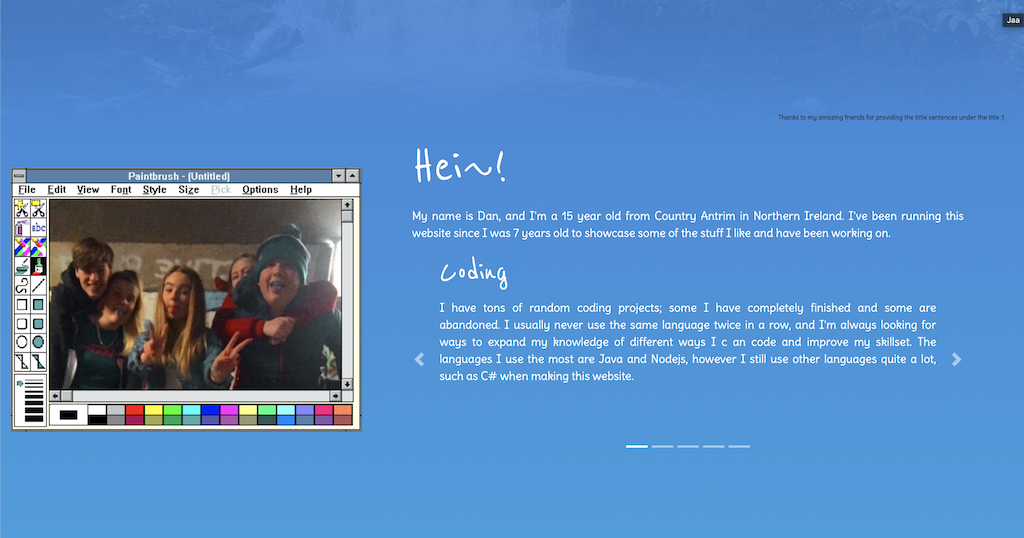 Jaa
Thanks to my amazing friends for providing the little sentences under the title :)
Hei~!
My name is Dan, and I'm a 15 year old from Country Antrim in Northern Ireland. I've been running this
website since I was 7 years old to showcase some of the stuff I like and have been working on.
Paintbrush - [Untitled]
File Edit View Font Style Size Pick Options Help
abc
Coding
I have tons of random coding projects; some I have completely finished and some are
abandoned. I usually never use the same language twice in a row, and I'm always looking for
ways to expand my knowledge of different ways I c an code and improve my skillset. The
languages I use the most are Java and Nodejs, however I still use other languages quite a lot,
such as C# when making this website.